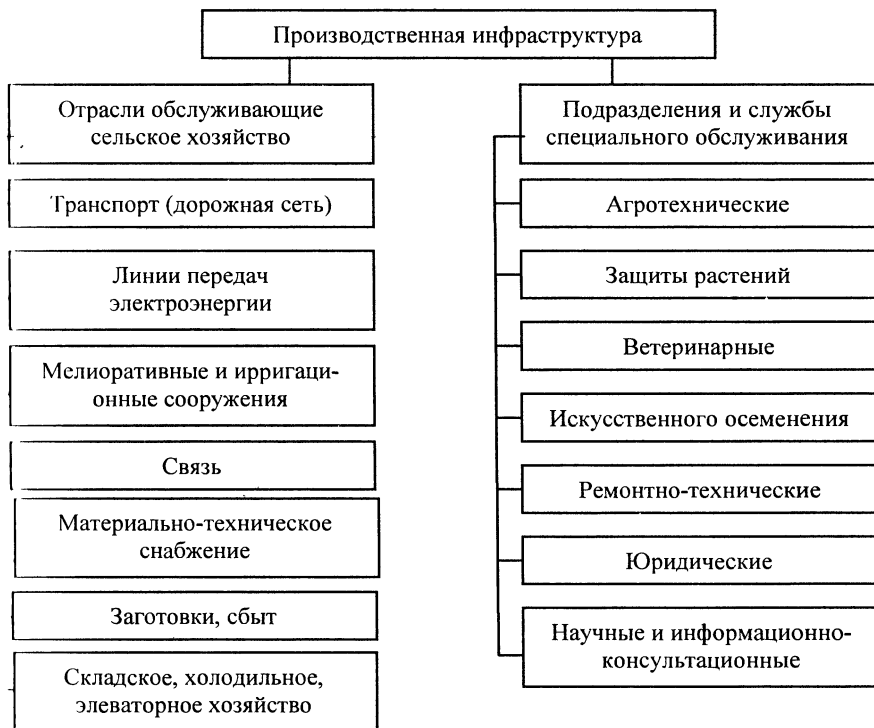 Производственная инфраструктура
Отрасли обслуживающие
сельское хозяйство
Транспорт (дорожная сеть)
Линии передач
электроэнергии
Мелиоративные и ирригаци-
онные сооружения
Связь
Материально-техническое
снабжение
Заготовки, сбыт
Складское, холодильное,
элеваторное хозяйство
Подразделения и службы
специального обслуживания
Агротехнические
Защиты растений
Ветеринарные
Искусственного осеменения
Ремонтно-технические
Юридические
Научные и информационно-
консультационные